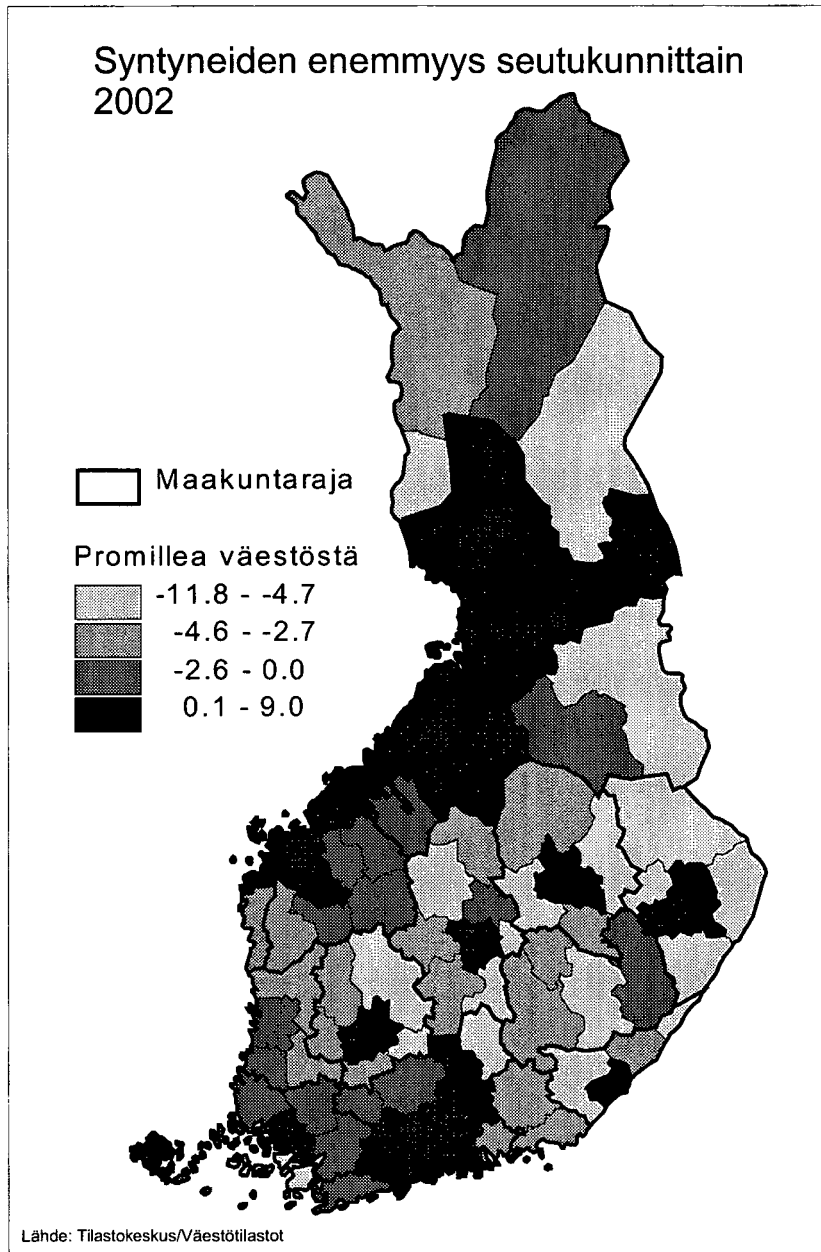 Syntyneiden enemmyys seutukunnittain
2002
Maakuntaraja
Promillea väestöstä
-11.8 - -4.7
-4.6 - -2.7
-2.6 - 0.0
0.1 - 9.0
Lähde: Tilastokeskus/Väestötilastot